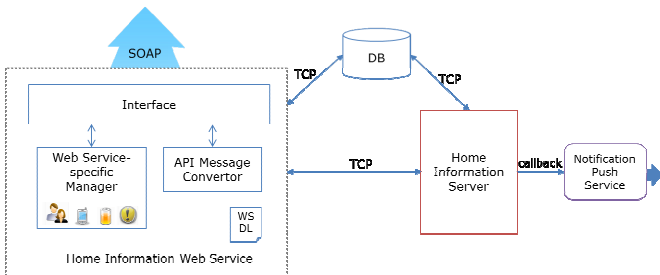 SOAP
TCP
DB
TCP
Interface
Web Service-
specific
Manager
API Message
Convertor
WS
DL
Home Information Web Service
TCP
Home
Information
Server
callback
Notification
Push
Service